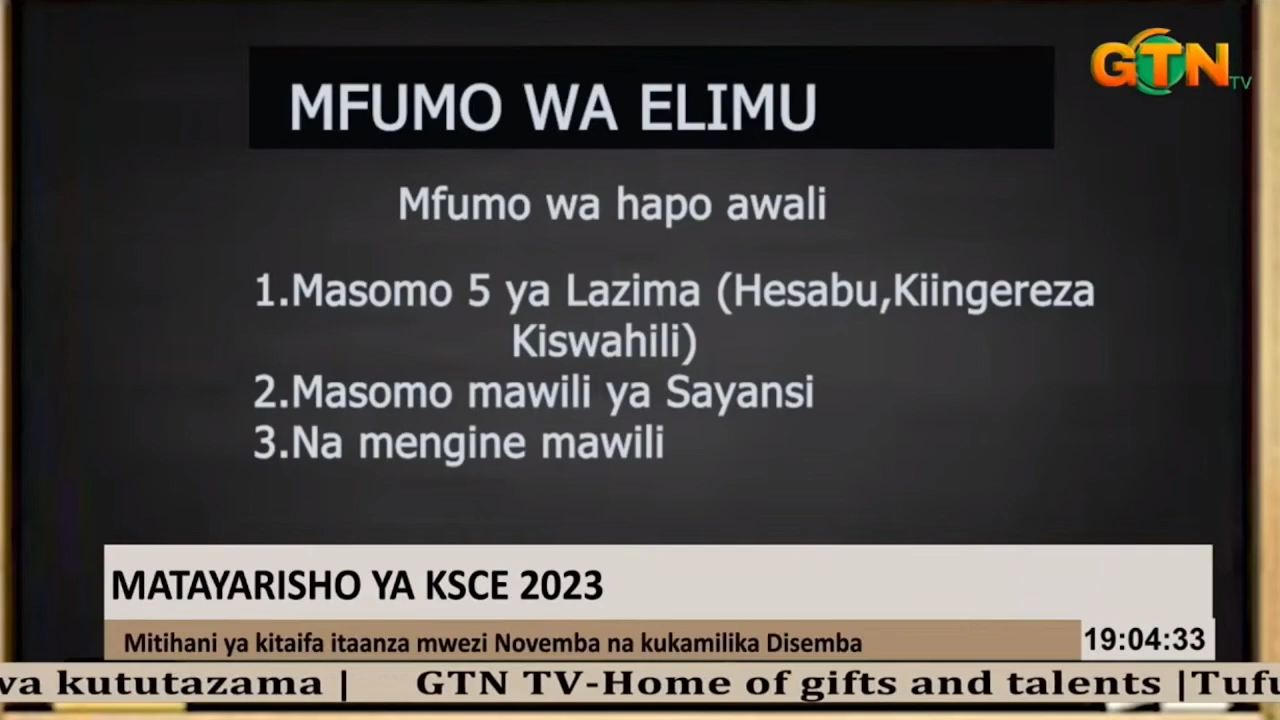 MFUMO WA ELIMU
GTN TV
Mfumo wa hapo awali
1.Masomo 5 ya Lazima (Hesabu,Kiingereza
Kiswahili)
2.Masomo mawili ya Sayansi
3.Na mengine mawili
MATAYARISHO YA KSCE 2023
Mitihani ya kitaifa itaanza mwezi Novemba na kukamilika Disemba
19:04:33
kututazama | GTN TV-Home of gifts and talents |